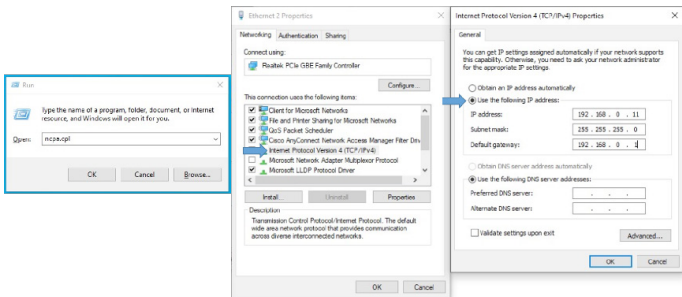 Run
Type the name of a program, folder, document, or Internet
resource, and Windows will open it for you.
Open:
ncpa.cpl
OK
Cancel
Browse...
Ethernet 2 Properties
Networking
Authentication
Sharing
Connect using:
Realtek PCIe GBE Family Controller
Configure...
This connection uses the following items:
Client for Microsoft Networks
File and Printer Sharing for Microsoft Networks
QoS Packet Scheduler
Cisco AnyConnect Network Access Manager Filter Driv
Internet Protocol Version 4 (TCP/IPv4)
Microsoft Network Adapter Multiplexor Protocol
Microsoft LLDP Protocol Driver
Install...
Uninstall
Properties
Description
Transmission Control Protocol/Internet Protocol. The default
wide area network protocol that provides communication
across diverse interconnected networks.
OK
Cancel
Internet Protocol Version 4 (TCP/IPv4) Properties
General
You can get IP settings assigned automatically if your network supports
this capability. Otherwise, you need to ask your network administrator
for the appropriate IP settings.
Obtain an IP address automatically
Use the following IP address:
IP address:
192 . 168 . 0 . 11
Subnet mask:
255 . 255 . 255 . 0
Default gateway:
192 . 168 . 0 . 1
Obtain DNS server address automatically
Use the following DNS server addresses:
Preferred DNS server:
. . .
Alternate DNS server:
. . .
Validate settings upon exit
Advanced...
OK
Cancel